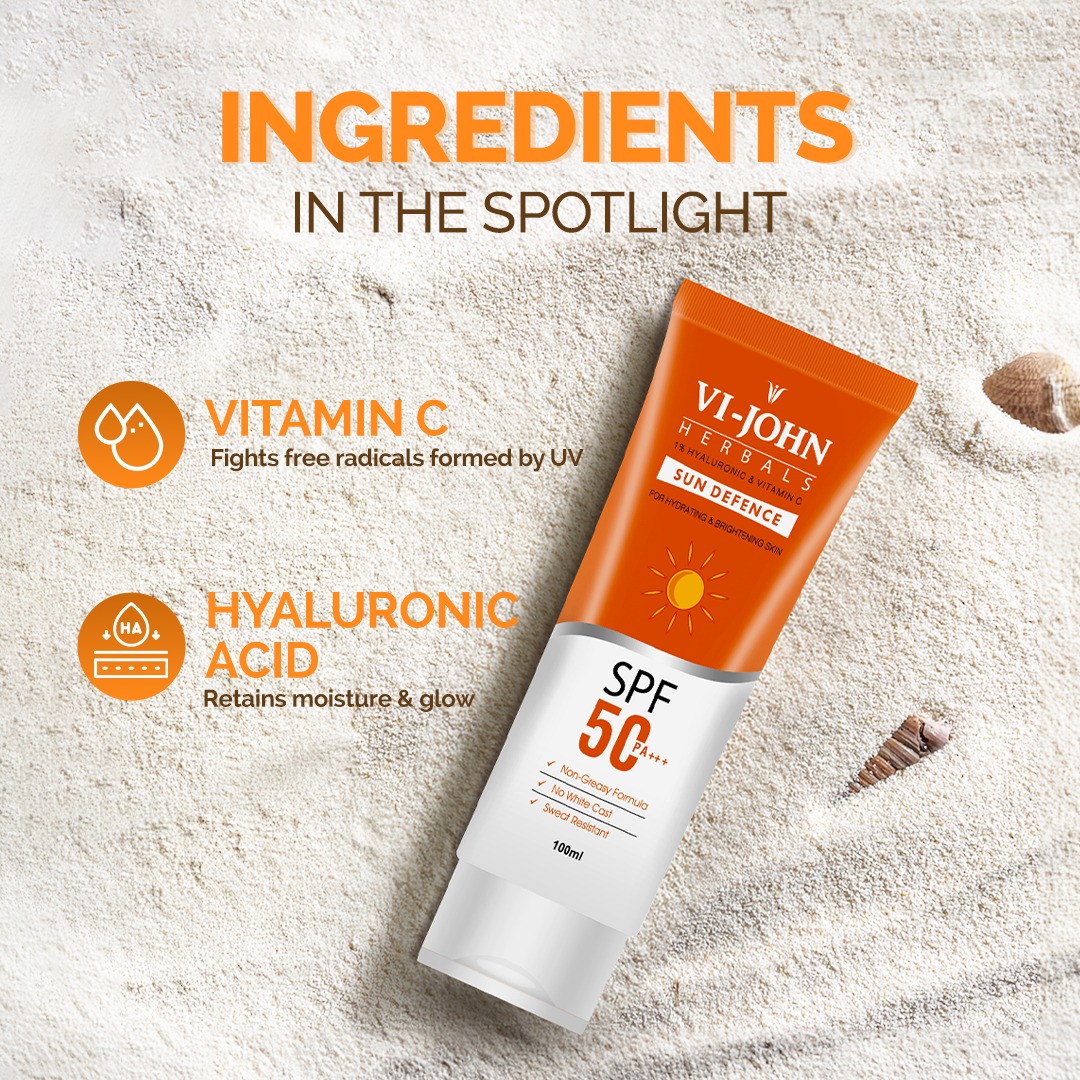 INGREDIENTS
IN THE SPOTLIGHT
VITAMIN C
Fights free radicals formed by UV
HYALURONIC
ACID
HA
Retains moisture & glow
VI-JOHN
HERBALS
1% HYALURONIC & VITAMIN C
SUN DEFENCE
FOR HYDRATING & BRIGHTENING SKIN
SPF
50
PA+++
Non-Greasy Formula
No White Cast
Sweat Resistant
100ml